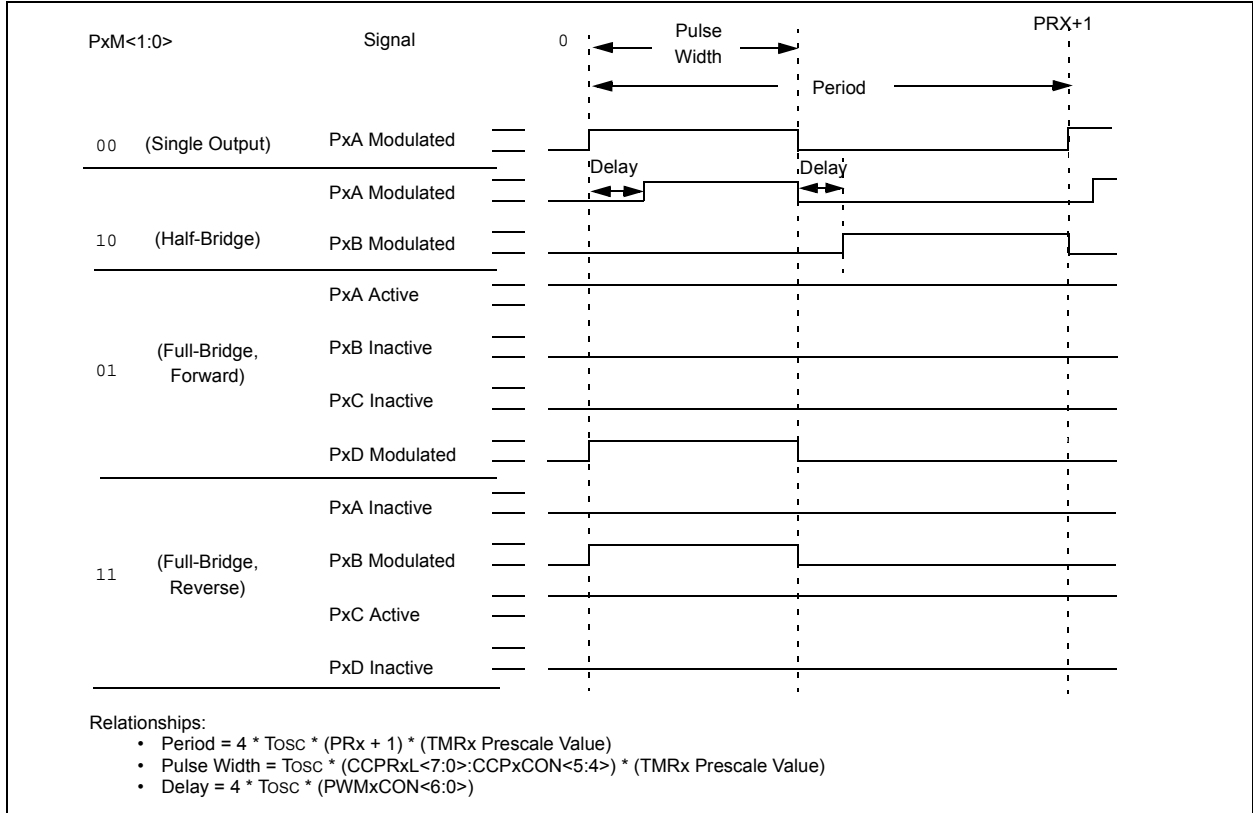 PxM<1:0> Signal 0 Pulse Width PRX+1
Period
00 (Single Output) PxA Modulated
Delay Delay
PxA Modulated
10 (Half-Bridge) PxB Modulated
PxA Active
PxB Inactive
01 (Full-Bridge, Forward)
PxC Inactive
PxD Modulated
PxA Inactive
PxB Modulated
11 (Full-Bridge, Reverse)
PxC Active
PxD Inactive
Relationships:
• Period = 4 * TOSC * (PRx + 1) * (TMRx Prescale Value)
• Pulse Width = TOSC * (CCPRxL<7:0>:CCPxCON<5:4>) * (TMRx Prescale Value)
• Delay = 4 * TOSC * (PWMxCON<6:0>)